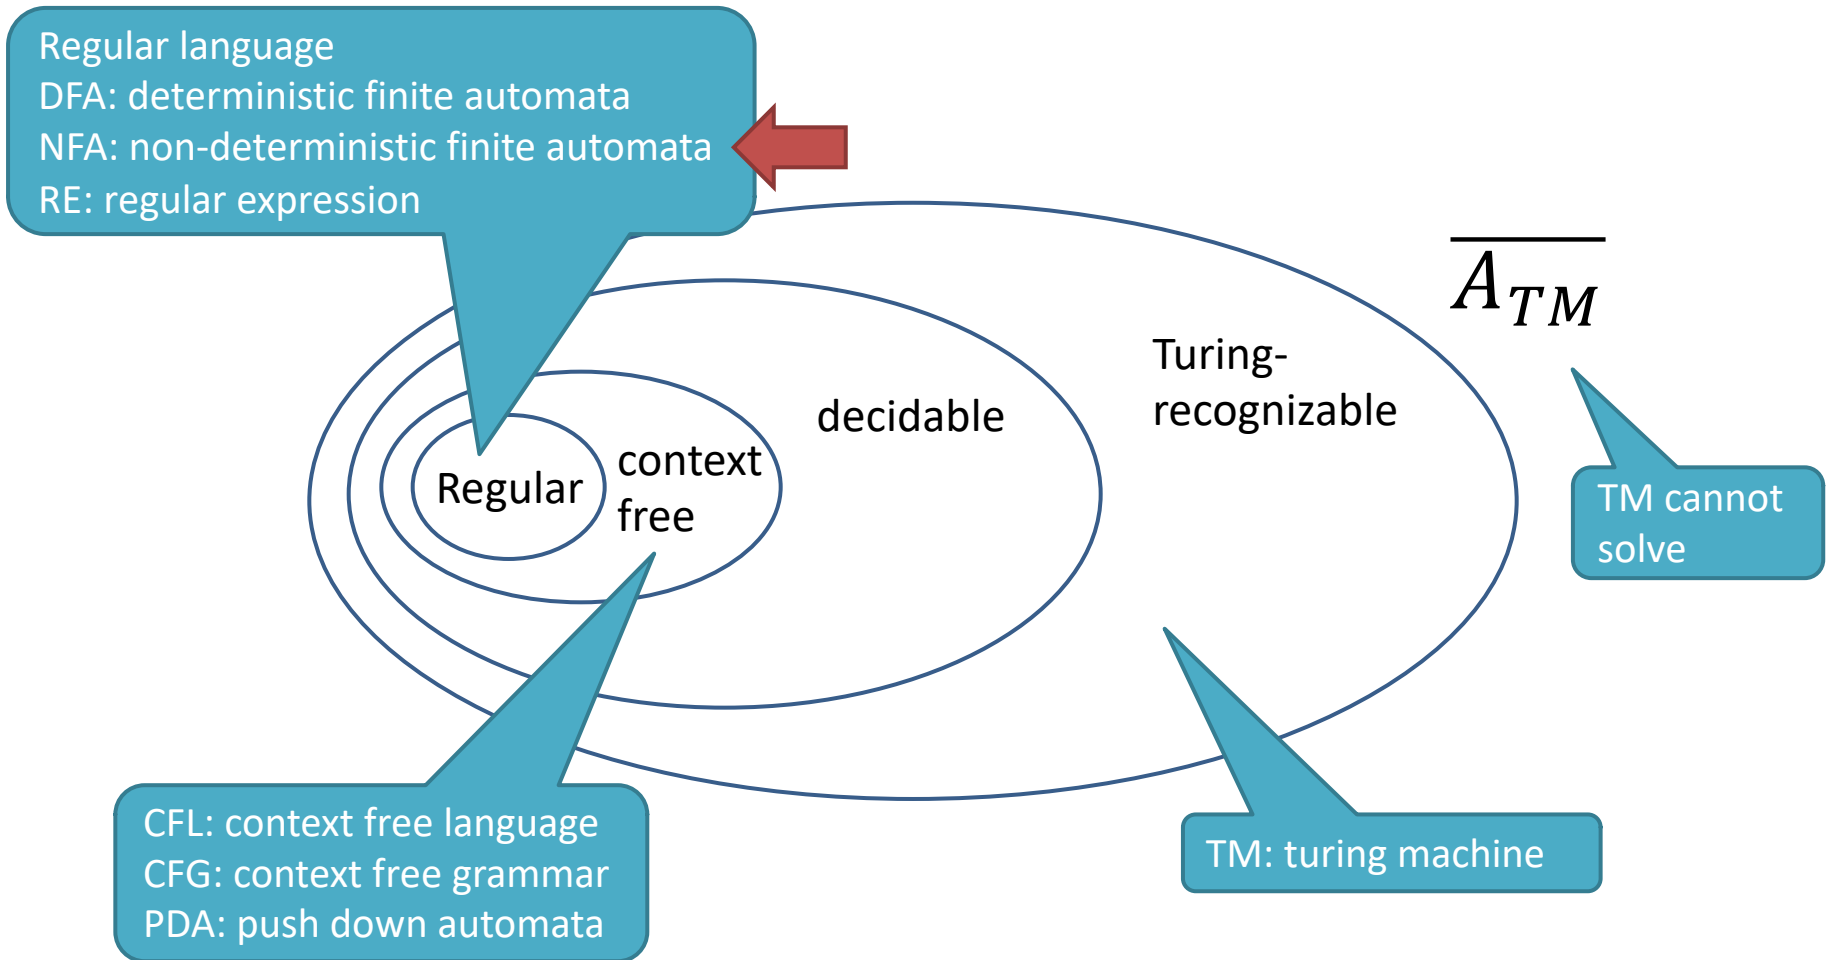 Regular language
DFA: deterministic finite automata
NFA: non-deterministic finite automata
RE: regular expression
$\overline{A_{TM}}$
Turing-
recognizable
decidable
context
free
Regular
TM cannot
solve
CFL: context free language
CFG: context free grammar
PDA: push down automata
TM: turing machine